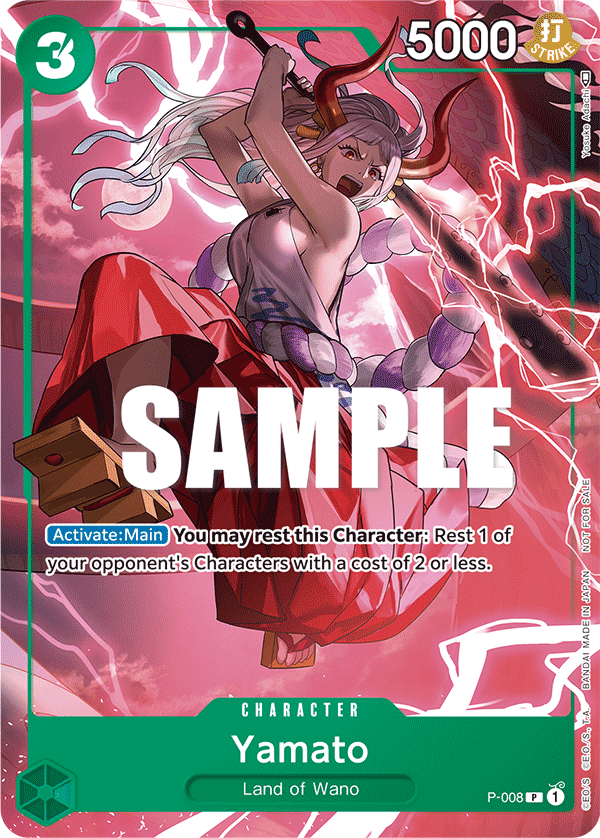 3
5000
打
STRIKE
Yosuke Adachi
SAMPLE
Activate:Main You may rest this Character: Rest 1 of
your opponent's Characters with a cost of 2 or less.
CHARACTER
Yamato
Land of Wano
P-008 P 1
©E.O/S ©E.O./S., T.A. BANDAI MADE IN JAPAN NOT FOR SALE